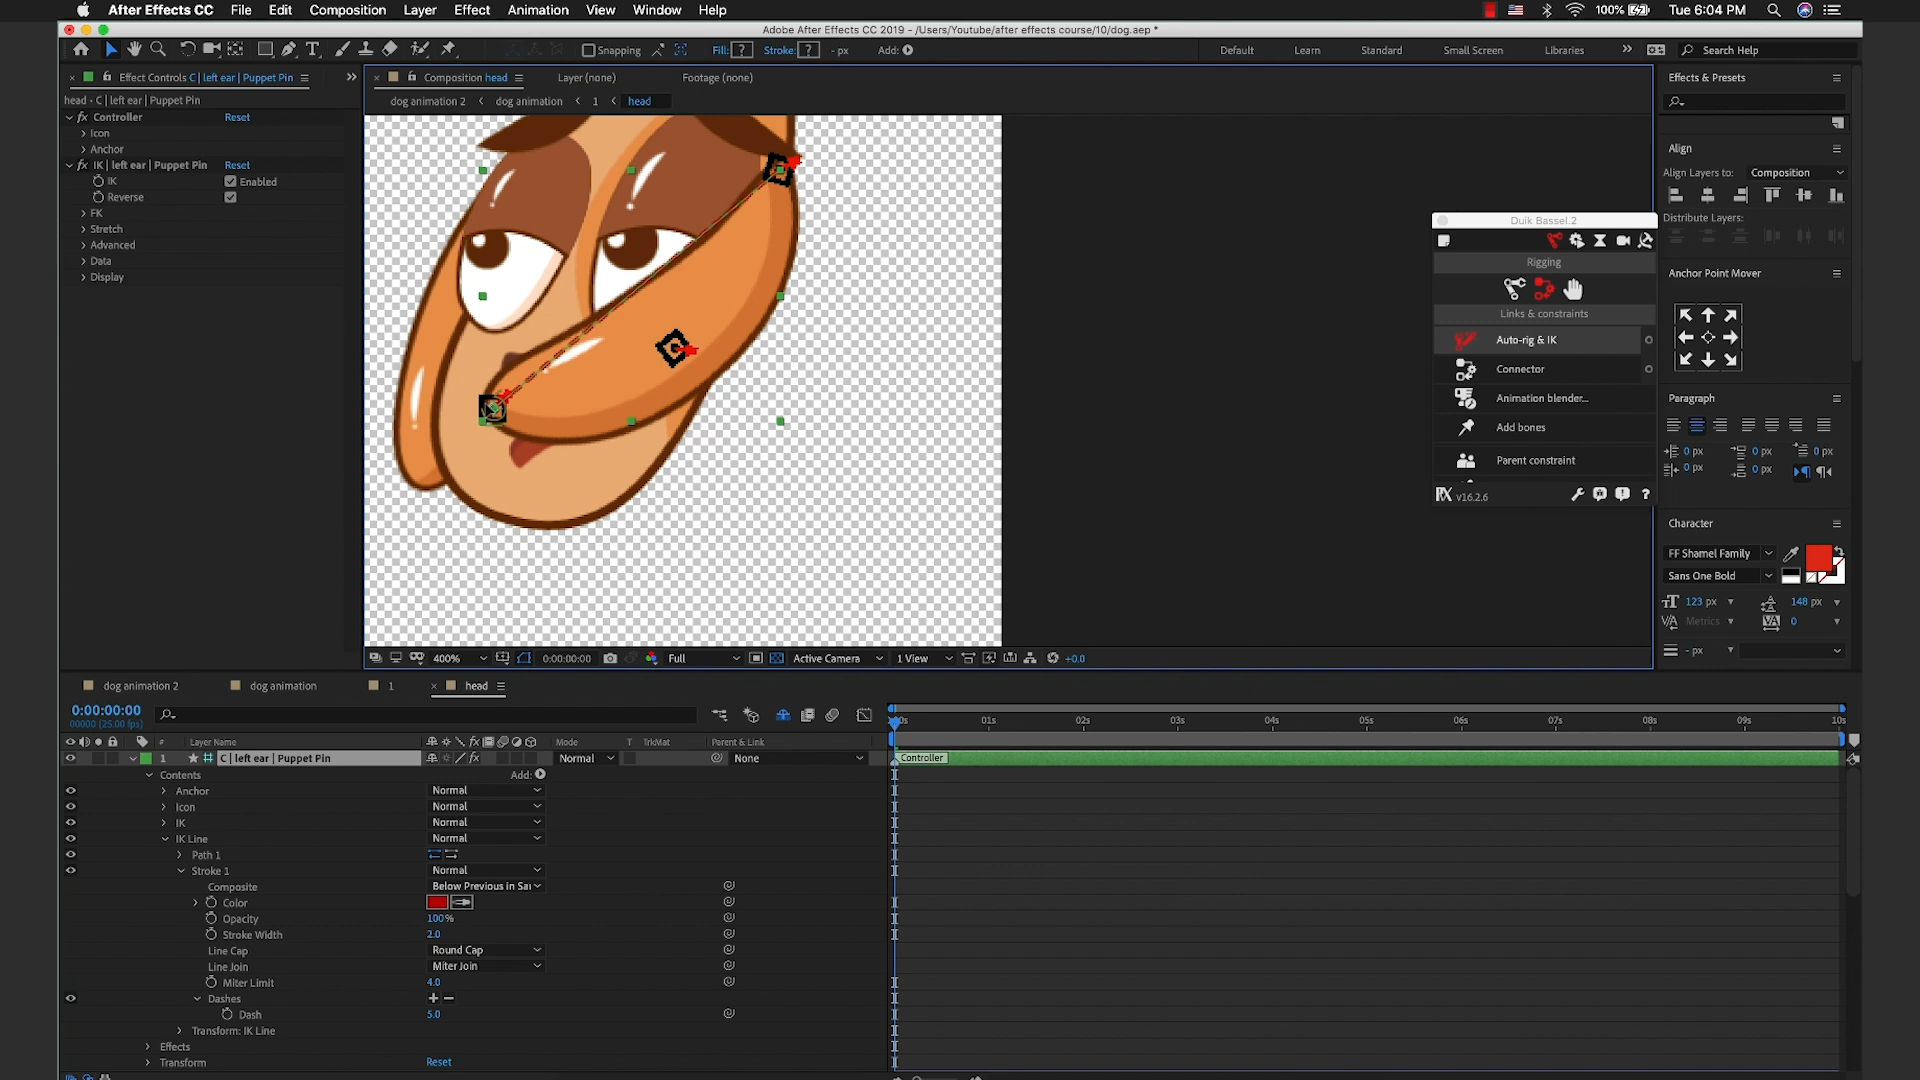 After Effects CC File Edit Composition Layer Effect Animation View Window Help 100% Tue 6:04 PM
Adobe After Effects CC 2019 - /Users/Youtube/after effects course/10/dog.aep *
Snapping Fill: ? Stroke: ? - px Add: Default Learn Standard Small Screen Libraries Search Help
Effect Controls C | left ear | Puppet Pin
Composition head Layer (none) Footage (none)
Effects & Presets
head • C | left ear | Puppet Pin
dog animation 2 dog animation 1 head
fx Controller Reset
Icon
Anchor
fx IK | left ear | Puppet Pin Reset
IK Enabled
Reverse
FK
Stretch
Advanced
Data
Display
Align
Align Layers to: Composition
Distribute Layers:
Anchor Point Mover
Duik Bassel.2
Rigging
Links & constraints
Auto-rig & IK
Connector
Animation blender...
Add bones
Parent constraint
v16.2.6 ?
Paragraph
0 px 0 px 0 px
0 px 0 px
Character
FF Shamel Family
Sans One Bold
123 px 148 px
Metrics 0
- px
400% 0:00:00:00 Full Active Camera 1 View +0.0
dog animation 2 dog animation 1 head
0:00:00:00
00000 (25.00 fps)
01s 02s 03s 04s 05s 06s 07s 08s 09s 10s
# Layer Name fx Mode T TrkMat Parent & Link
1 C | left ear | Puppet Pin fx Normal None Controller
Contents Add:
Anchor Normal
Icon Normal
IK Normal
IK Line Normal
Path 1
Stroke 1 Normal
Composite Below Previous in Sar
Color
Opacity 100%
Stroke Width 2.0
Line Cap Round Cap
Line Join Miter Join
Miter Limit 4.0
Dashes + −
Dash 5.0
Transform: IK Line
Effects
Transform Reset